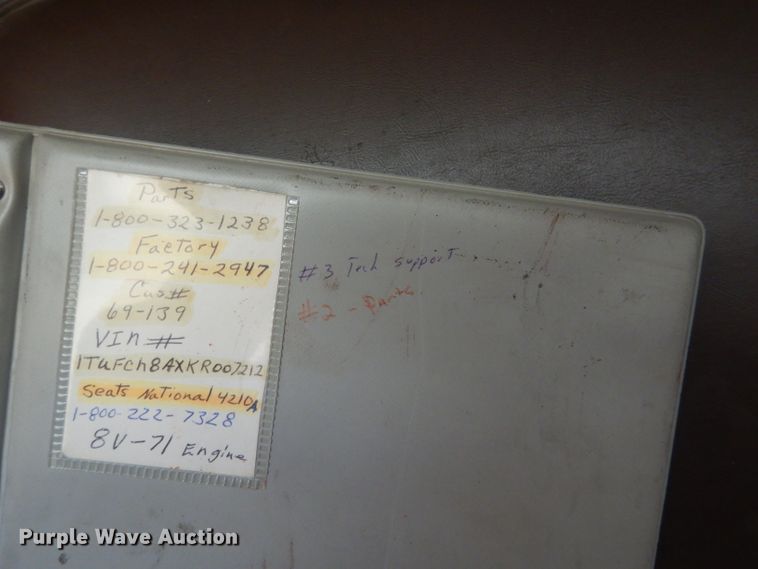 Parts
1-800-323-1238
Factory
1-800-241-2947
Cus#
69-139
VIn #
1TUFCh8AXKR007212
Seats National 4210A
1-800-222-7328
8V-71 Engine
#3 Tech support
#2 - Parts
Purple Wave Auction